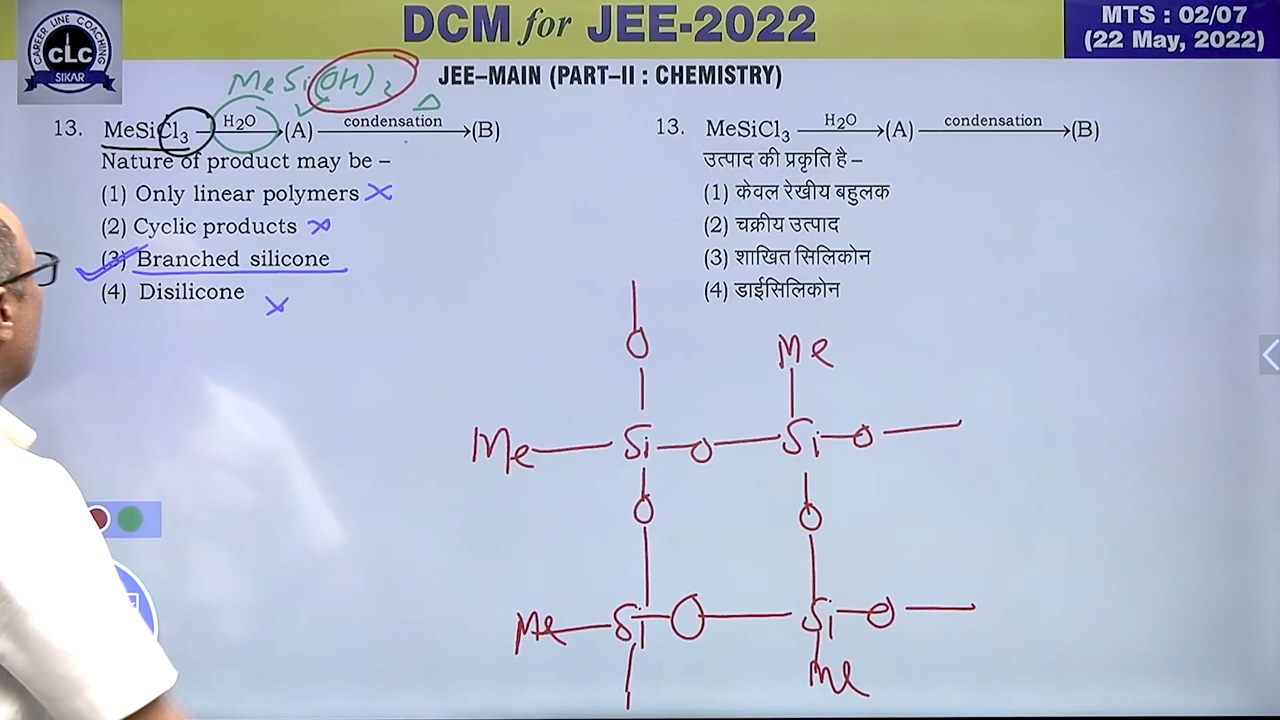 DCM for JEE-2022
MTS : 02/07
(22 May, 2022)
CAREER LINE COACHING
CLC
SIKAR
JEE–MAIN (PART–II : CHEMISTRY)
MeSi(OH)
Δ
13. MeSiCl₃ —H₂O→ (A) —condensation→ (B)
Nature of product may be –
(1) Only linear polymers ×
(2) Cyclic products ×
(3) Branched silicone
(4) Disilicone ×
13. MeSiCl₃ —H₂O→ (A) —condensation→ (B)
उत्पाद की प्रकृति है –
(1) केवल रेखीय बहुलक
(2) चक्रीय उत्पाद
(3) शाखित सिलिकोन
(4) डाईसिलिकोन
O Me
Me — Si — O — Si — O —
O O
Me — Si — O — Si — O —
Me